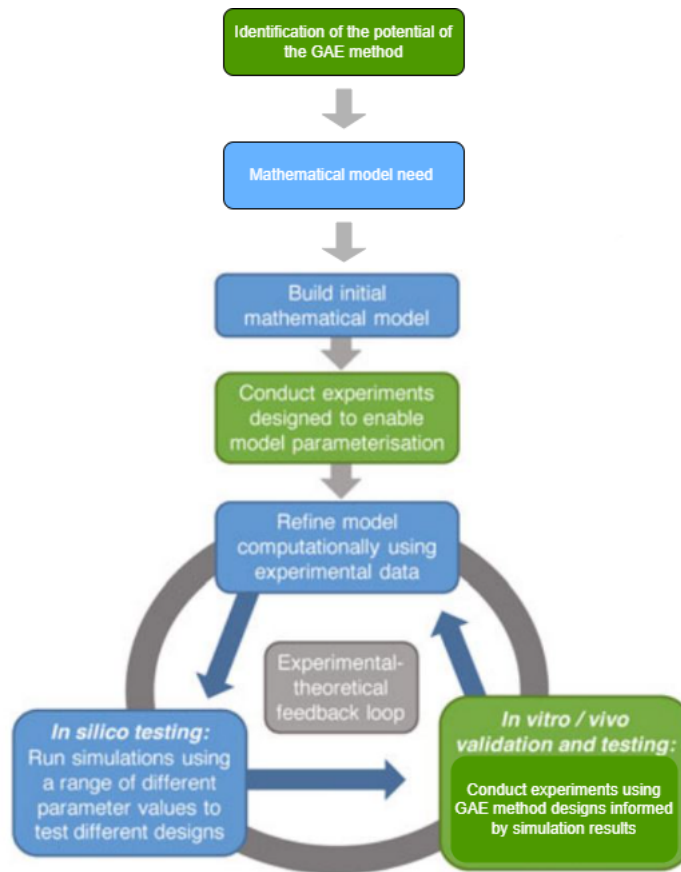 Identification of the potential of
the GAE method
Mathematical model need
Build initial
mathematical model
Conduct experiments
designed to enable
model parameterisation
Refine model
computationally using
experimental data
Experimental-
theoretical
feedback loop
In silico testing:
Run simulations using
a range of different
parameter values to
test different designs
In vitro / vivo
validation and testing:
Conduct experiments using
GAE method designs informed
by simulation results